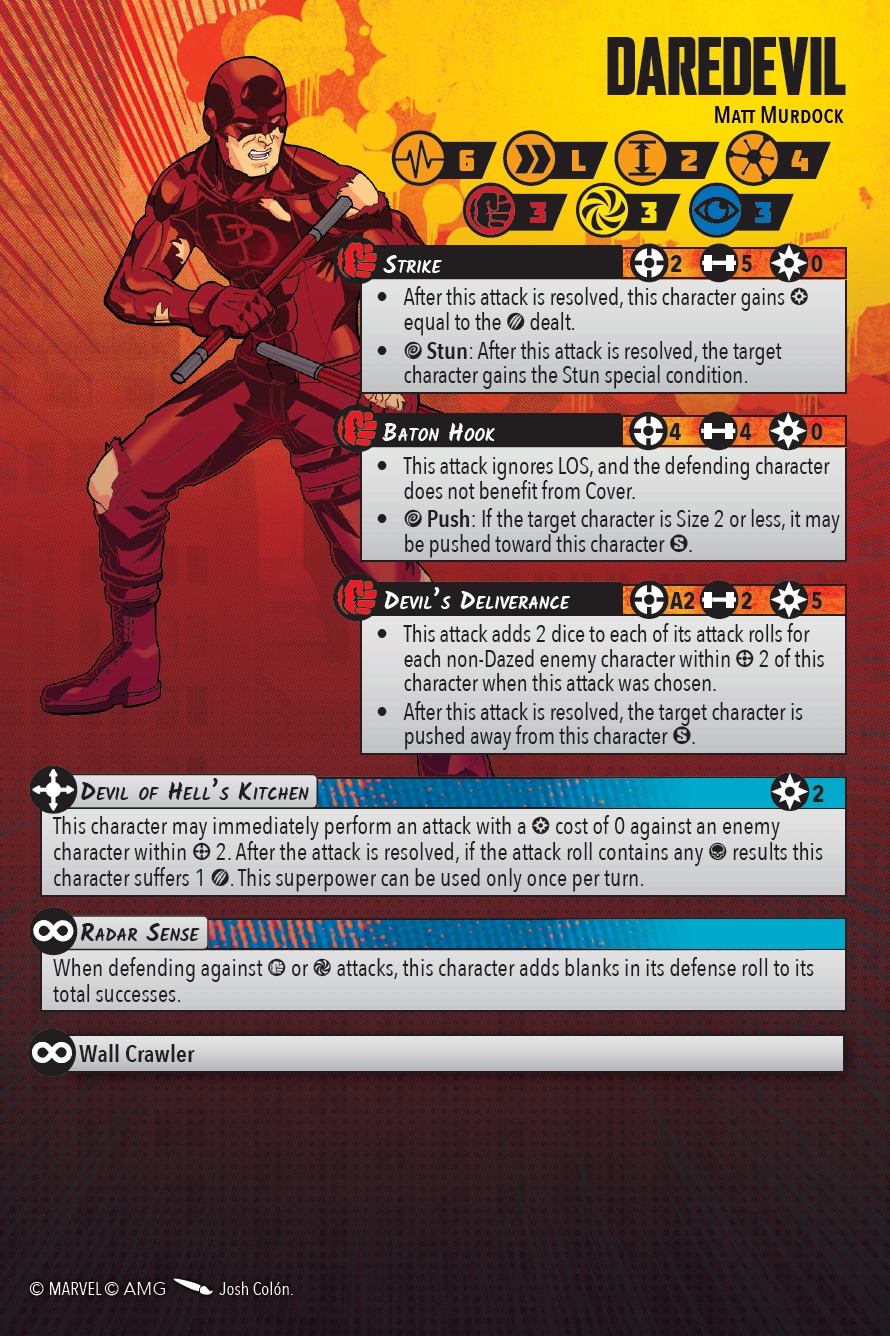 DAREDEVIL
MATT MURDOCK
6 L 2 4
3 3 3
STRIKE 2 5 0
• After this attack is resolved, this character gains
equal to the dealt.
• Stun: After this attack is resolved, the target
character gains the Stun special condition.
BATON HOOK 4 4 0
• This attack ignores LOS, and the defending character
does not benefit from Cover.
• Push: If the target character is Size 2 or less, it may
be pushed toward this character S.
DEVIL'S DELIVERANCE A2 2 5
• This attack adds 2 dice to each of its attack rolls for
each non-Dazed enemy character within 2 of this
character when this attack was chosen.
• After this attack is resolved, the target character is
pushed away from this character S.
DEVIL OF HELL'S KITCHEN 2
This character may immediately perform an attack with a cost of 0 against an enemy
character within 2. After the attack is resolved, if the attack roll contains any results this
character suffers 1 . This superpower can be used only once per turn.
RADAR SENSE
When defending against or attacks, this character adds blanks in its defense roll to its
total successes.
Wall Crawler
© MARVEL © AMG Josh Colón.
DD